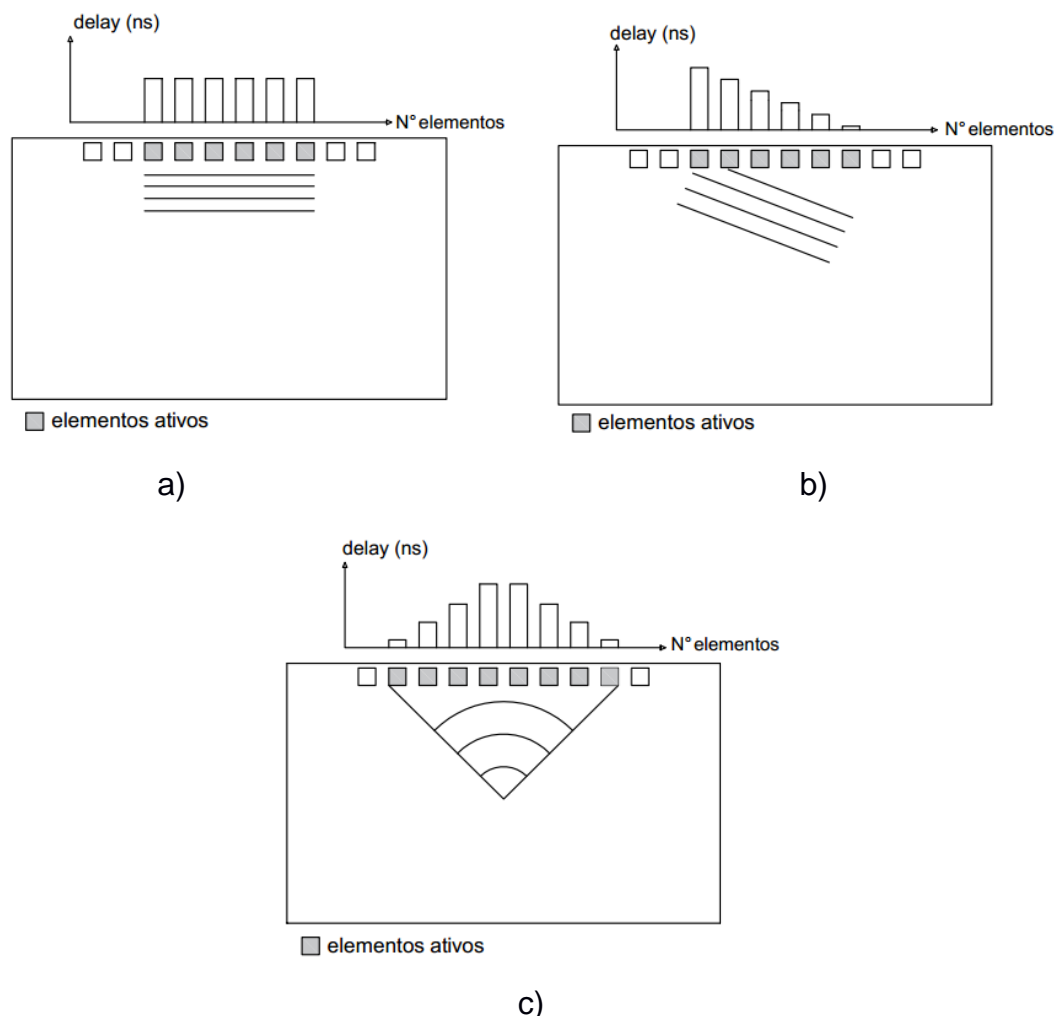 delay (ns)
N° elementos
elementos ativos
a)
delay (ns)
N° elementos
elementos ativos
b)
delay (ns)
N° elementos
elementos ativos
c)